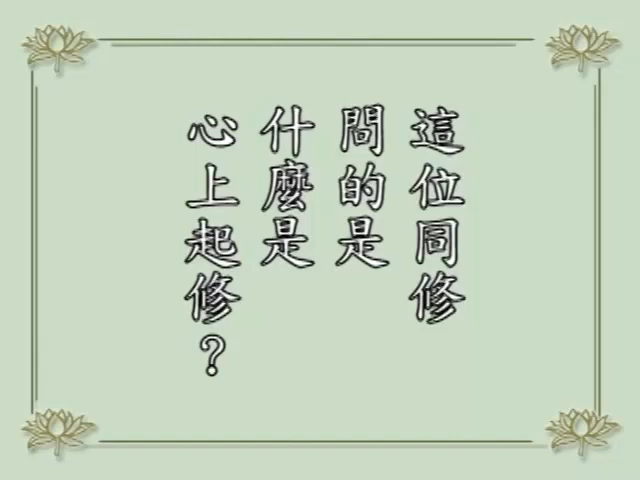 這位同修
問的是
什麼是
心上起修？